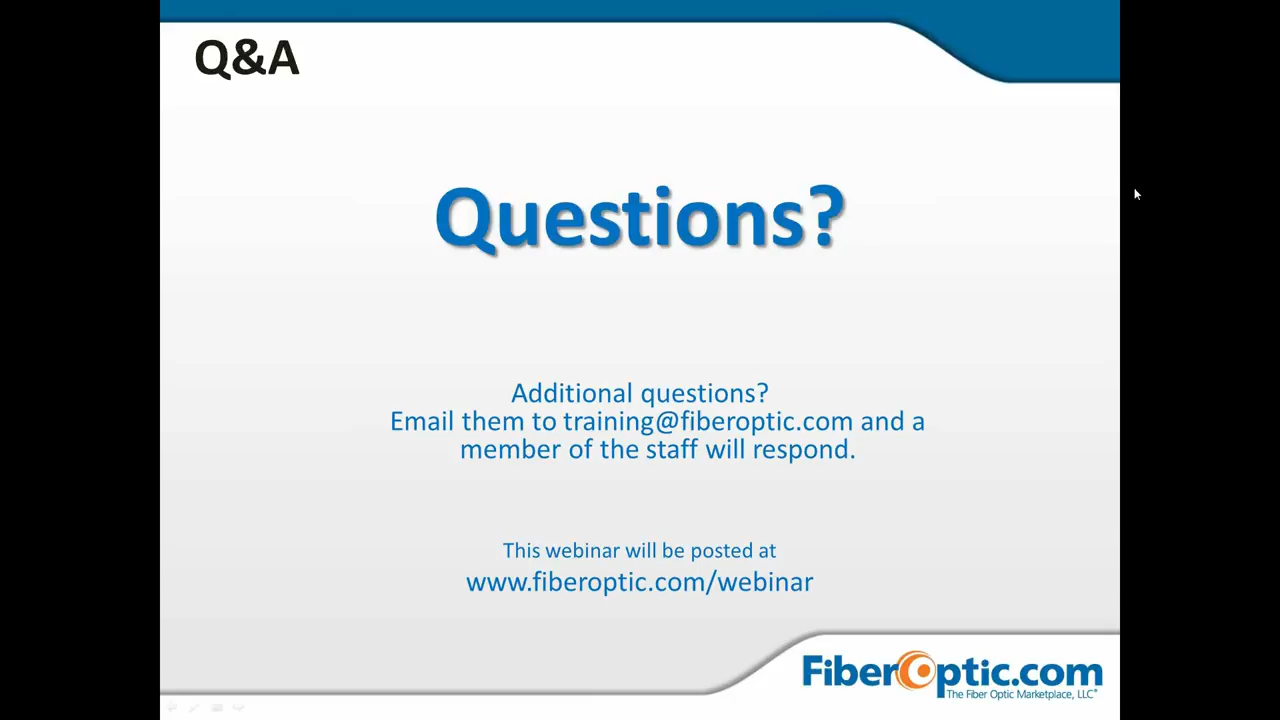 Q&A
Questions?
Additional questions?
Email them to training@fiberoptic.com and a
member of the staff will respond.
This webinar will be posted at
www.fiberoptic.com/webinar
FiberOptic.com
The Fiber Optic Marketplace, LLC®